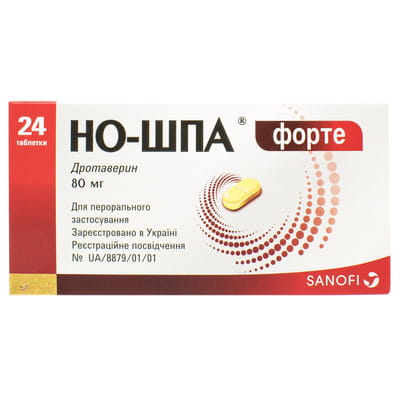 24
таблетки
НО-ШПА®
форте
Дротаверин
80 мг
Для перорального
застосування
Зареєстровано в Україні
Реєстраційне посвідчення
№ UA/8879/01/01
SANOFI